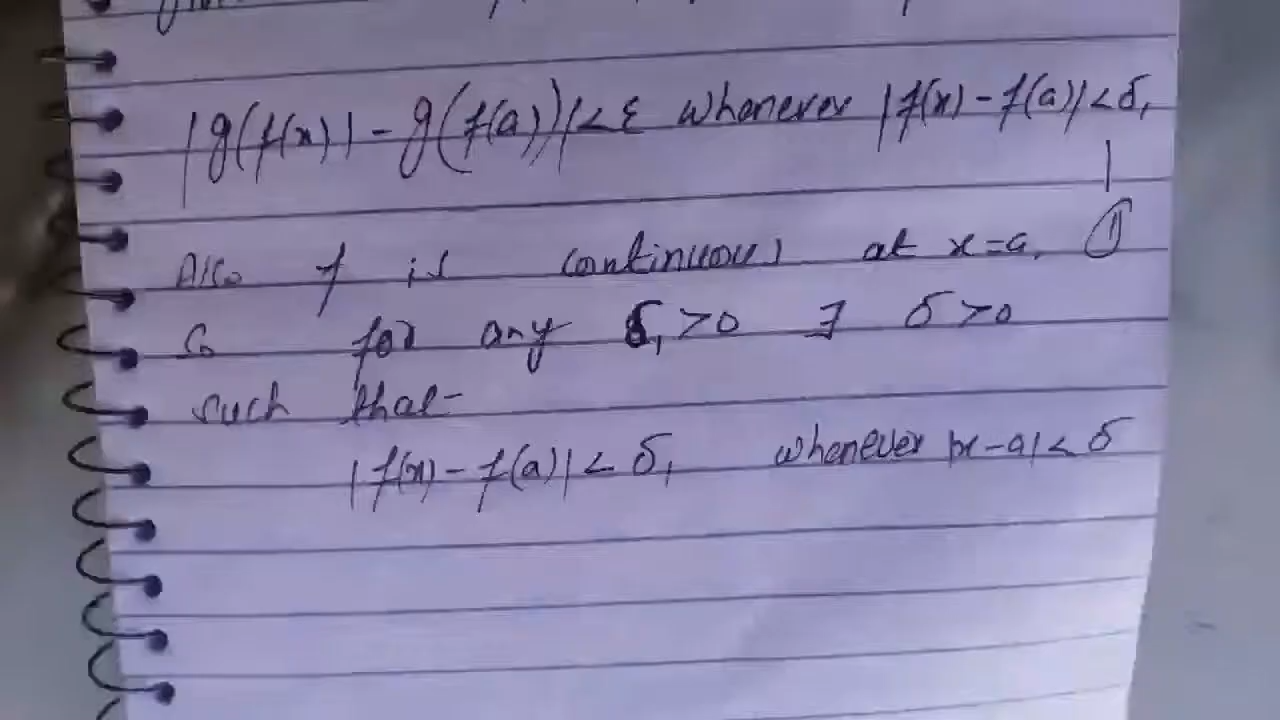 |g(f(x)) - g(f(a))|<ε whenever |f(x) - f(a)|<δ₁
|
①
Also f is continuous at x=a.
So for any δ₁>0 ∃ δ>0
such that-
|f(x) - f(a)|< δ₁ whenever |x-a|< δ